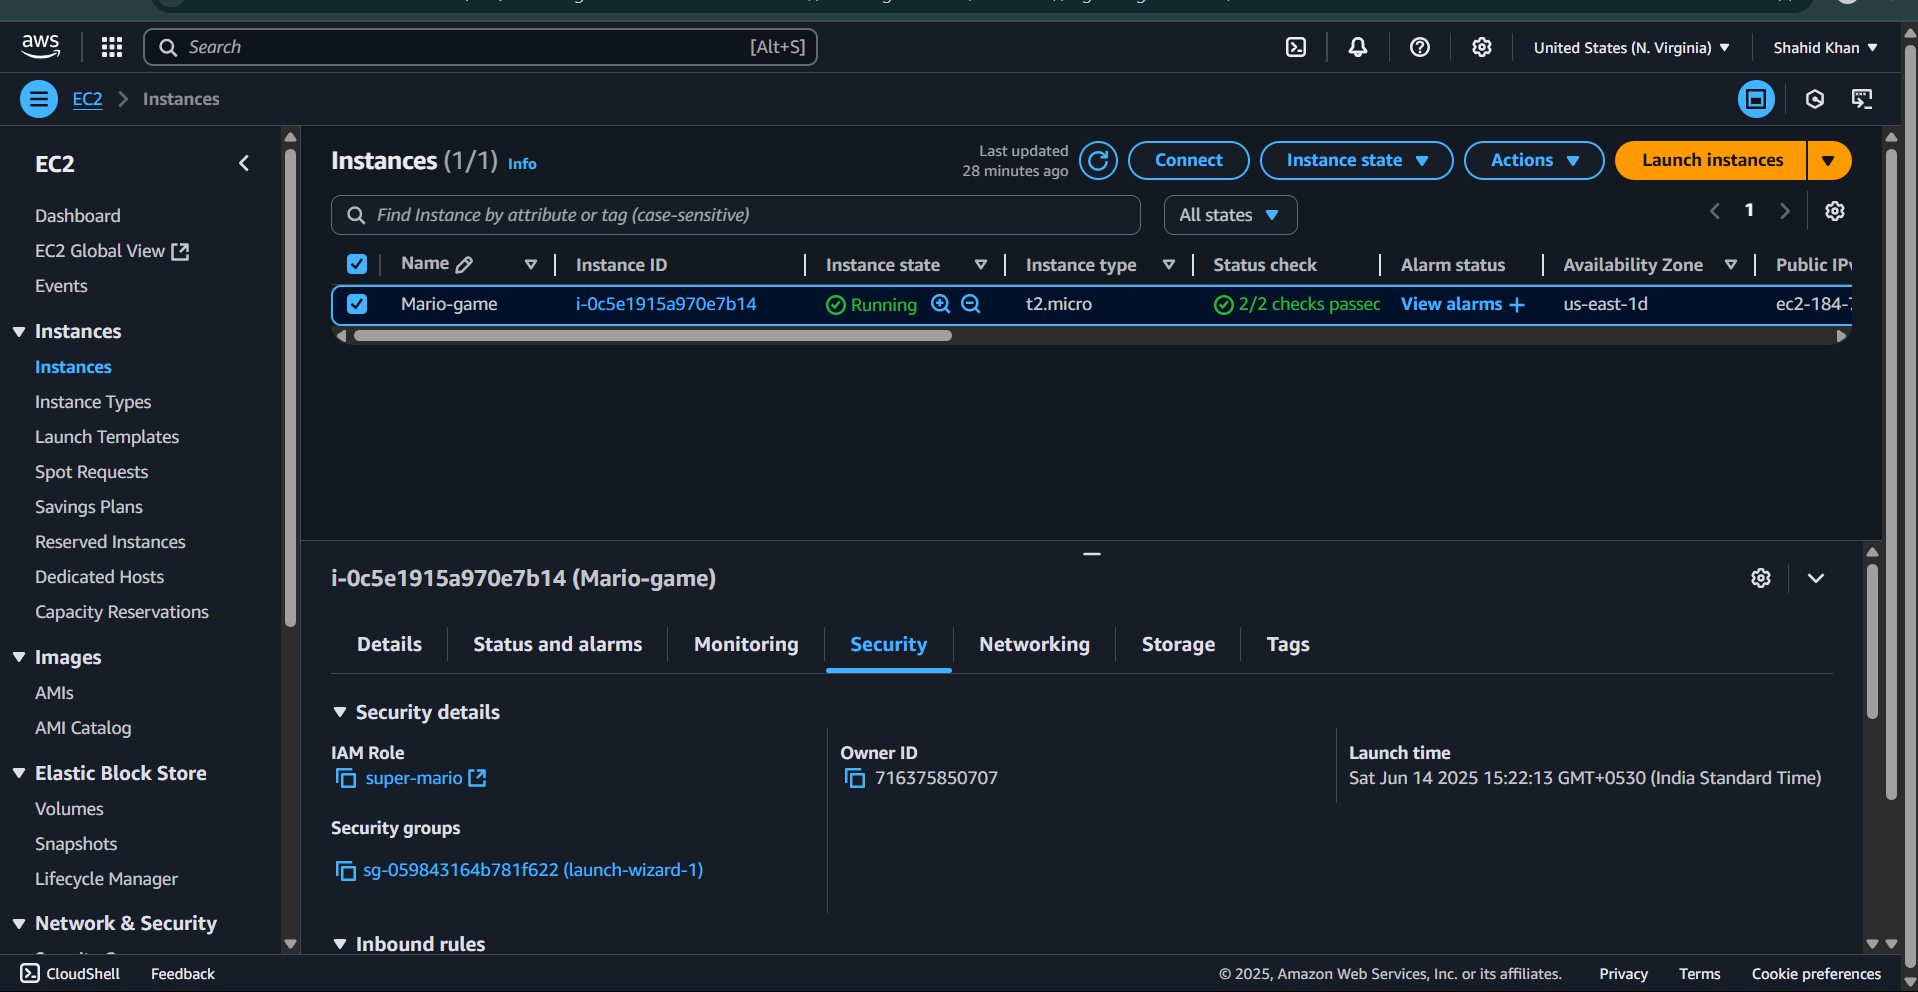 aws
Search [Alt+S]
United States (N. Virginia)
Shahid Khan
EC2 Instances
EC2
Dashboard
EC2 Global View
Events
Instances
Instances
Instance Types
Launch Templates
Spot Requests
Savings Plans
Reserved Instances
Dedicated Hosts
Capacity Reservations
Images
AMIs
AMI Catalog
Elastic Block Store
Volumes
Snapshots
Lifecycle Manager
Network & Security
Instances (1/1) Info
Last updated
28 minutes ago
Connect
Instance state
Actions
Launch instances
Find Instance by attribute or tag (case-sensitive)
All states
1
Name Instance ID Instance state Instance type Status check Alarm status Availability Zone Public IPv
Mario-game i-0c5e1915a970e7b14 Running t2.micro 2/2 checks passec View alarms + us-east-1d ec2-184-
i-0c5e1915a970e7b14 (Mario-game)
Details Status and alarms Monitoring Security Networking Storage Tags
Security details
IAM Role
super-mario
Owner ID
716375850707
Launch time
Sat Jun 14 2025 15:22:13 GMT+0530 (India Standard Time)
Security groups
sg-059843164b781f622 (launch-wizard-1)
Inbound rules
CloudShell Feedback
© 2025, Amazon Web Services, Inc. or its affiliates. Privacy Terms Cookie preferences